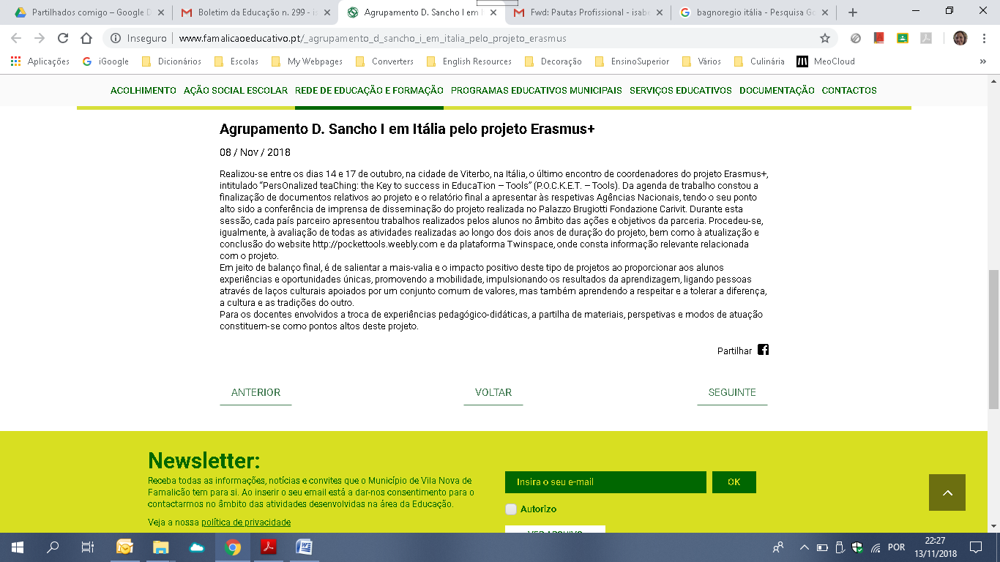 Partilhados comigo – Google D
Boletim da Educação n. 299 - is
Agrupamento D. Sancho I em I
Fwd: Pautas Profissional - isabe
bagnoregio itália - Pesquisa Go
Inseguro | www.famalicaoeducativo.pt/_agrupamento_d_sancho_i_em_italia_pelo_projeto_erasmus
Aplicações iGoogle Dicionários Escolas My Webpages Converters English Resources Decoração EnsinoSuperior Vários Culinária MeoCloud »
ACOLHIMENTO AÇÃO SOCIAL ESCOLAR REDE DE EDUCAÇÃO E FORMAÇÃO PROGRAMAS EDUCATIVOS MUNICIPAIS SERVIÇOS EDUCATIVOS DOCUMENTAÇÃO CONTACTOS
Agrupamento D. Sancho I em Itália pelo projeto Erasmus+
08 / Nov / 2018
Realizou-se entre os dias 14 e 17 de outubro, na cidade de Viterbo, na Itália, o último encontro de coordenadores do projeto Erasmus+,
intitulado “PersOnalized teaChing: the Key to success in EducaTion – Tools” (P.O.C.K.E.T. – Tools). Da agenda de trabalho constou a
finalização de documentos relativos ao projeto e o relatório final a apresentar às respetivas Agências Nacionais, tendo o seu ponto
alto sido a conferência de imprensa de disseminação do projeto realizada no Palazzo Brugiotti Fondazione Carivit. Durante esta
sessão, cada país parceiro apresentou trabalhos realizados pelos alunos no âmbito das ações e objetivos da parceria. Procedeu-se,
igualmente, à avaliação de todas as atividades realizadas ao longo dos dois anos de duração do projeto, bem como à atualização e
conclusão do website http://pockettools.weebly.com e da plataforma Twinspace, onde consta informação relevante relacionada
com o projeto.
Em jeito de balanço final, é de salientar a mais-valia e o impacto positivo deste tipo de projetos ao proporcionar aos alunos
experiências e oportunidades únicas, promovendo a mobilidade, impulsionando os resultados da aprendizagem, ligando pessoas
através de laços culturais apoiados por um conjunto comum de valores, mas também aprendendo a respeitar e a tolerar a diferença,
a cultura e as tradições do outro.
Para os docentes envolvidos a troca de experiências pedagógico-didáticas, a partilha de materiais, perspetivas e modos de atuação
constituem-se como pontos altos deste projeto.
Partilhar
ANTERIOR VOLTAR SEGUINTE
Newsletter:
Receba todas as informações, notícias e convites que o Município de Vila Nova de
Famalicão tem para si. Ao inserir o seu email está a dar-nos consentimento para o
contactarmos no âmbito das atividades desenvolvidas na área da Educação.
Veja a nossa política de privacidade
Insira o seu e-mail OK
Autorizo
VER ARQUIVO
POR 22:27
13/11/2018